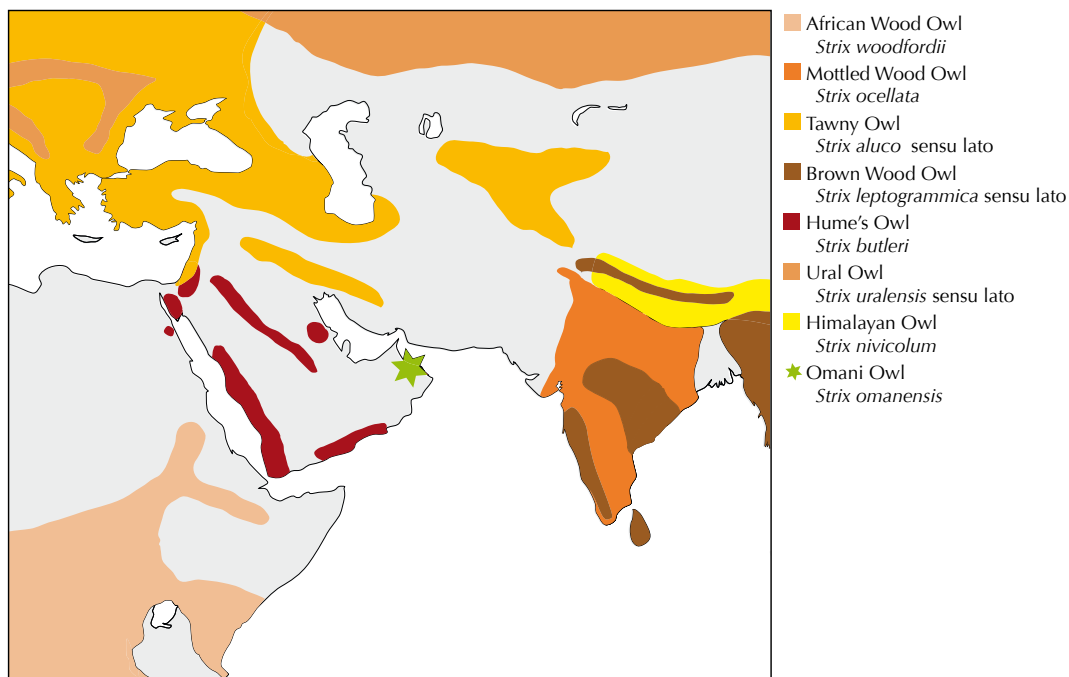 African Wood Owl
Strix woodfordii
Mottled Wood Owl
Strix ocellata
Tawny Owl
Strix aluco sensu lato
Brown Wood Owl
Strix leptogrammica sensu lato
Hume's Owl
Strix butleri
Ural Owl
Strix uralensis sensu lato
Himalayan Owl
Strix nivicolum
Omani Owl
Strix omanensis